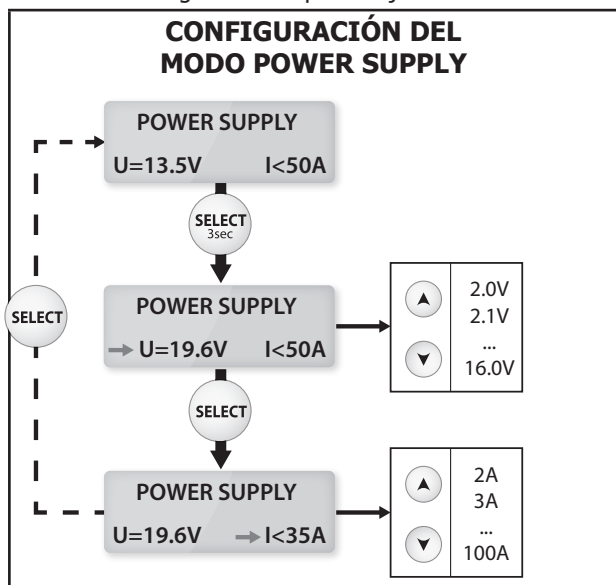 CONFIGURACIÓN DEL
MODO POWER SUPPLY
POWER SUPPLY
U=13.5V I<50A
SELECT
3sec
POWER SUPPLY
U=19.6V I<50A
2.0V
2.1V
...
16.0V
SELECT
SELECT
POWER SUPPLY
U=19.6V I<35A
2A
3A
...
100A